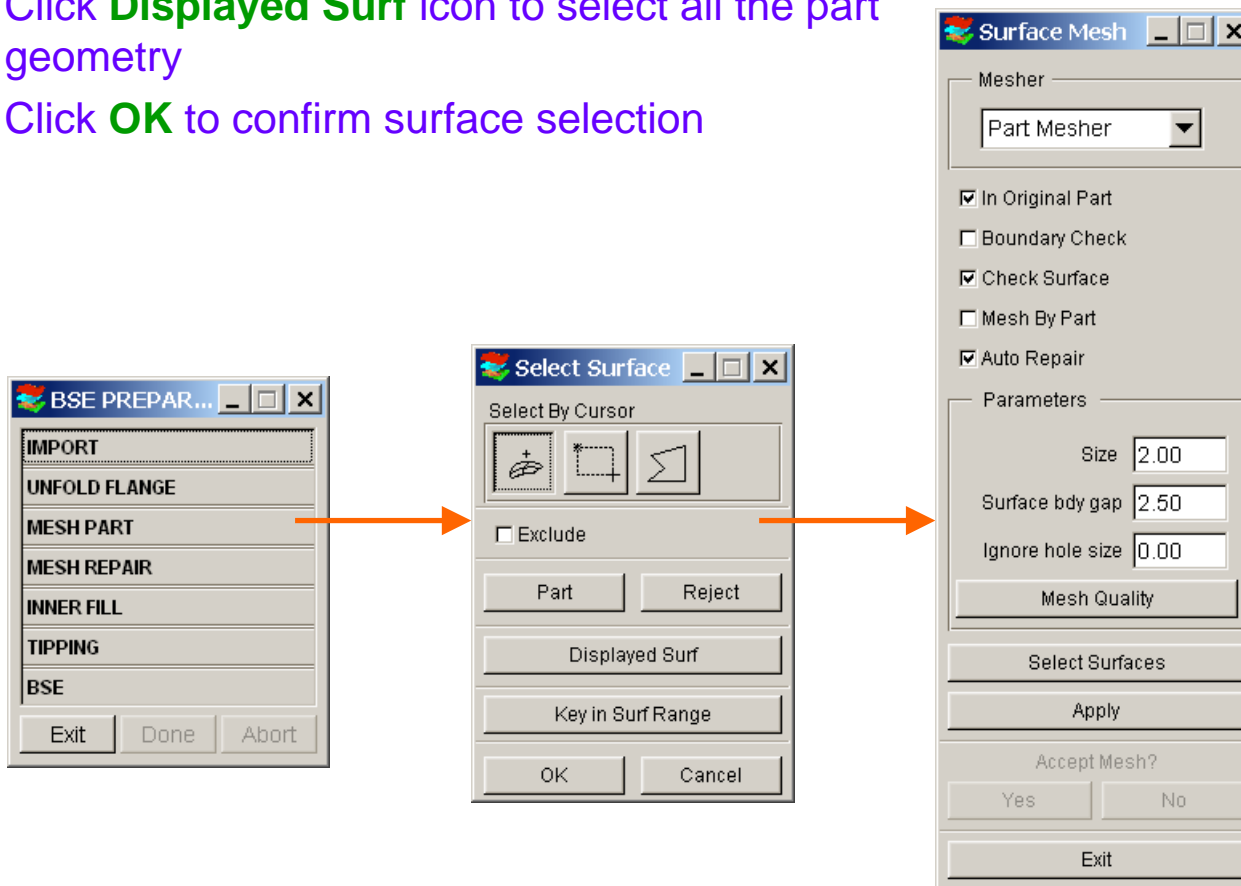 Click Displayed Surf icon to select all the part
geometry
Click OK to confirm surface selection
BSE PREPAR...
IMPORT
UNFOLD FLANGE
MESH PART
MESH REPAIR
INNER FILL
TIPPING
BSE
Exit Done Abort
Select Surface
Select By Cursor
Exclude
Part Reject
Displayed Surf
Key in Surf Range
OK Cancel
Surface Mesh
Mesher
Part Mesher
In Original Part
Boundary Check
Check Surface
Mesh By Part
Auto Repair
Parameters
Size 2.00
Surface bdy gap 2.50
Ignore hole size 0.00
Mesh Quality
Select Surfaces
Apply
Accept Mesh?
Yes No
Exit